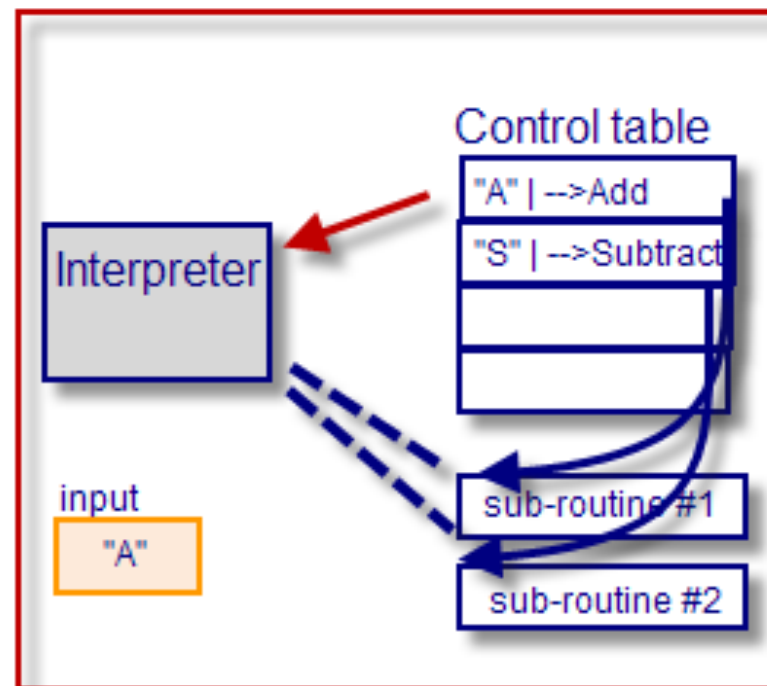 Control table
"A" | -->Add
"S" | -->Subtract
Interpreter
input
"A"
sub-routine #1
sub-routine #2